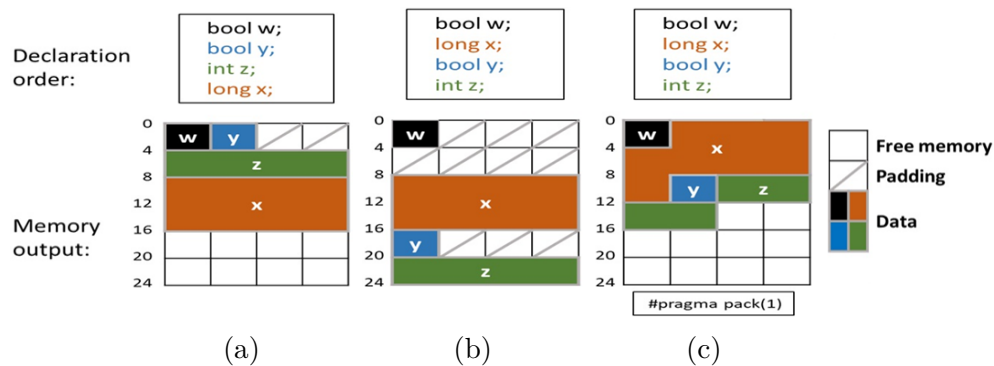 Declaration
order:
bool w;
bool y;
int z;
long x;
bool w;
long x;
bool y;
int z;
bool w;
long x;
bool y;
int z;
Memory
output:
0
4
8
12
16
20
24
w
y
z
x
0
4
8
12
16
20
24
w
x
y
z
0
4
8
12
16
20
24
w
x
y
z
#pragma pack(1)
Free memory
Padding
Data
(a)
(b)
(c)